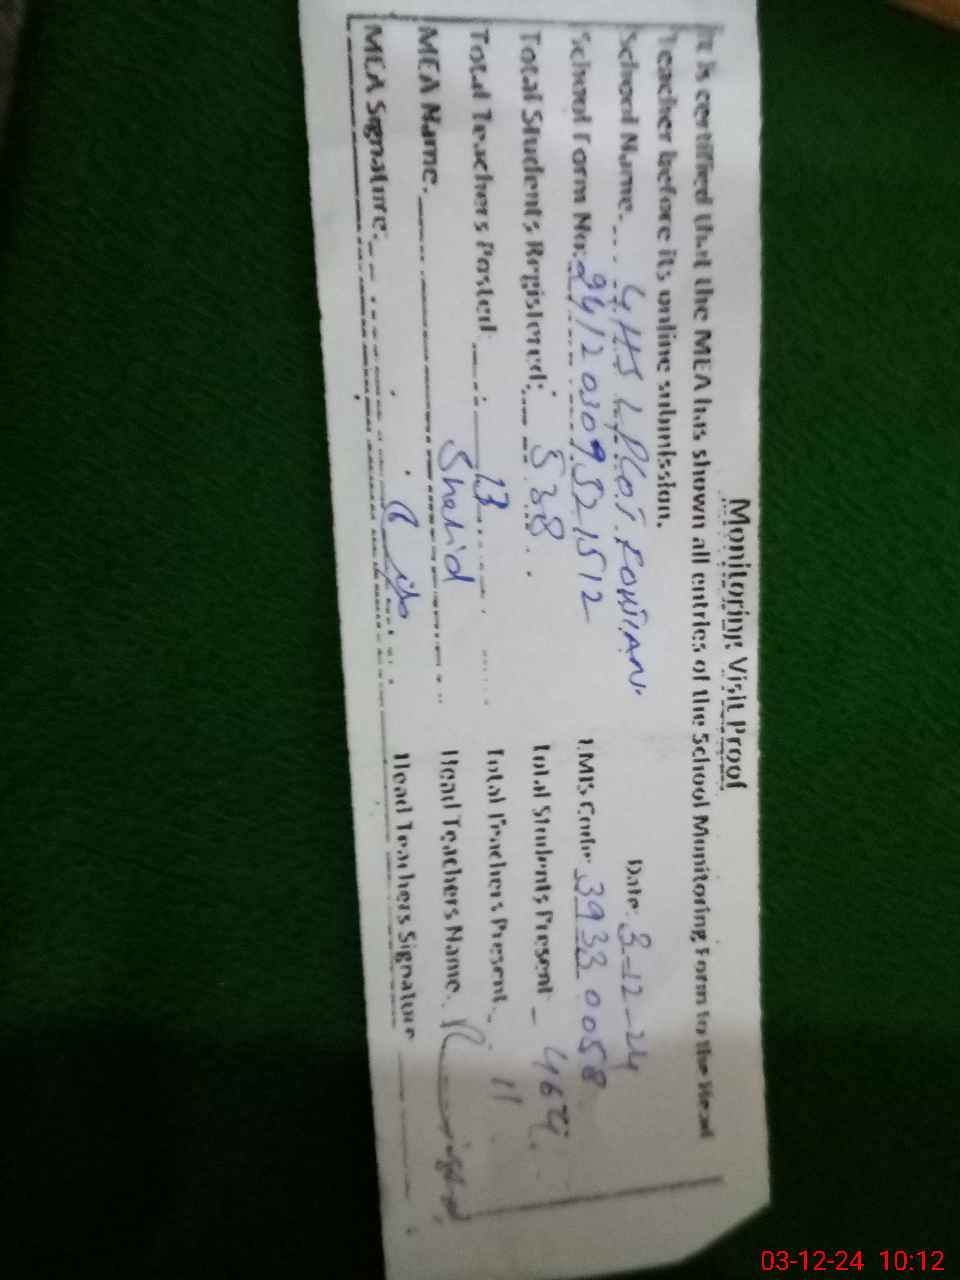 Monitoring Visit Proof
It is certified that the MEA has shown all entries of the School Monitoring Form to the Head
Teacher before its online submission.
Date: 3-12-24
School Name. GHS
School Form No: EMIS Code: 39330058
Total Students Registered: 538 Total Students Present 464
Total Teachers Posted 13 Total Teachers Present 11
MEA Name. Shahid Head Teachers Name.
MEA Signature: Head Teachers Signature
03-12-24 10:12